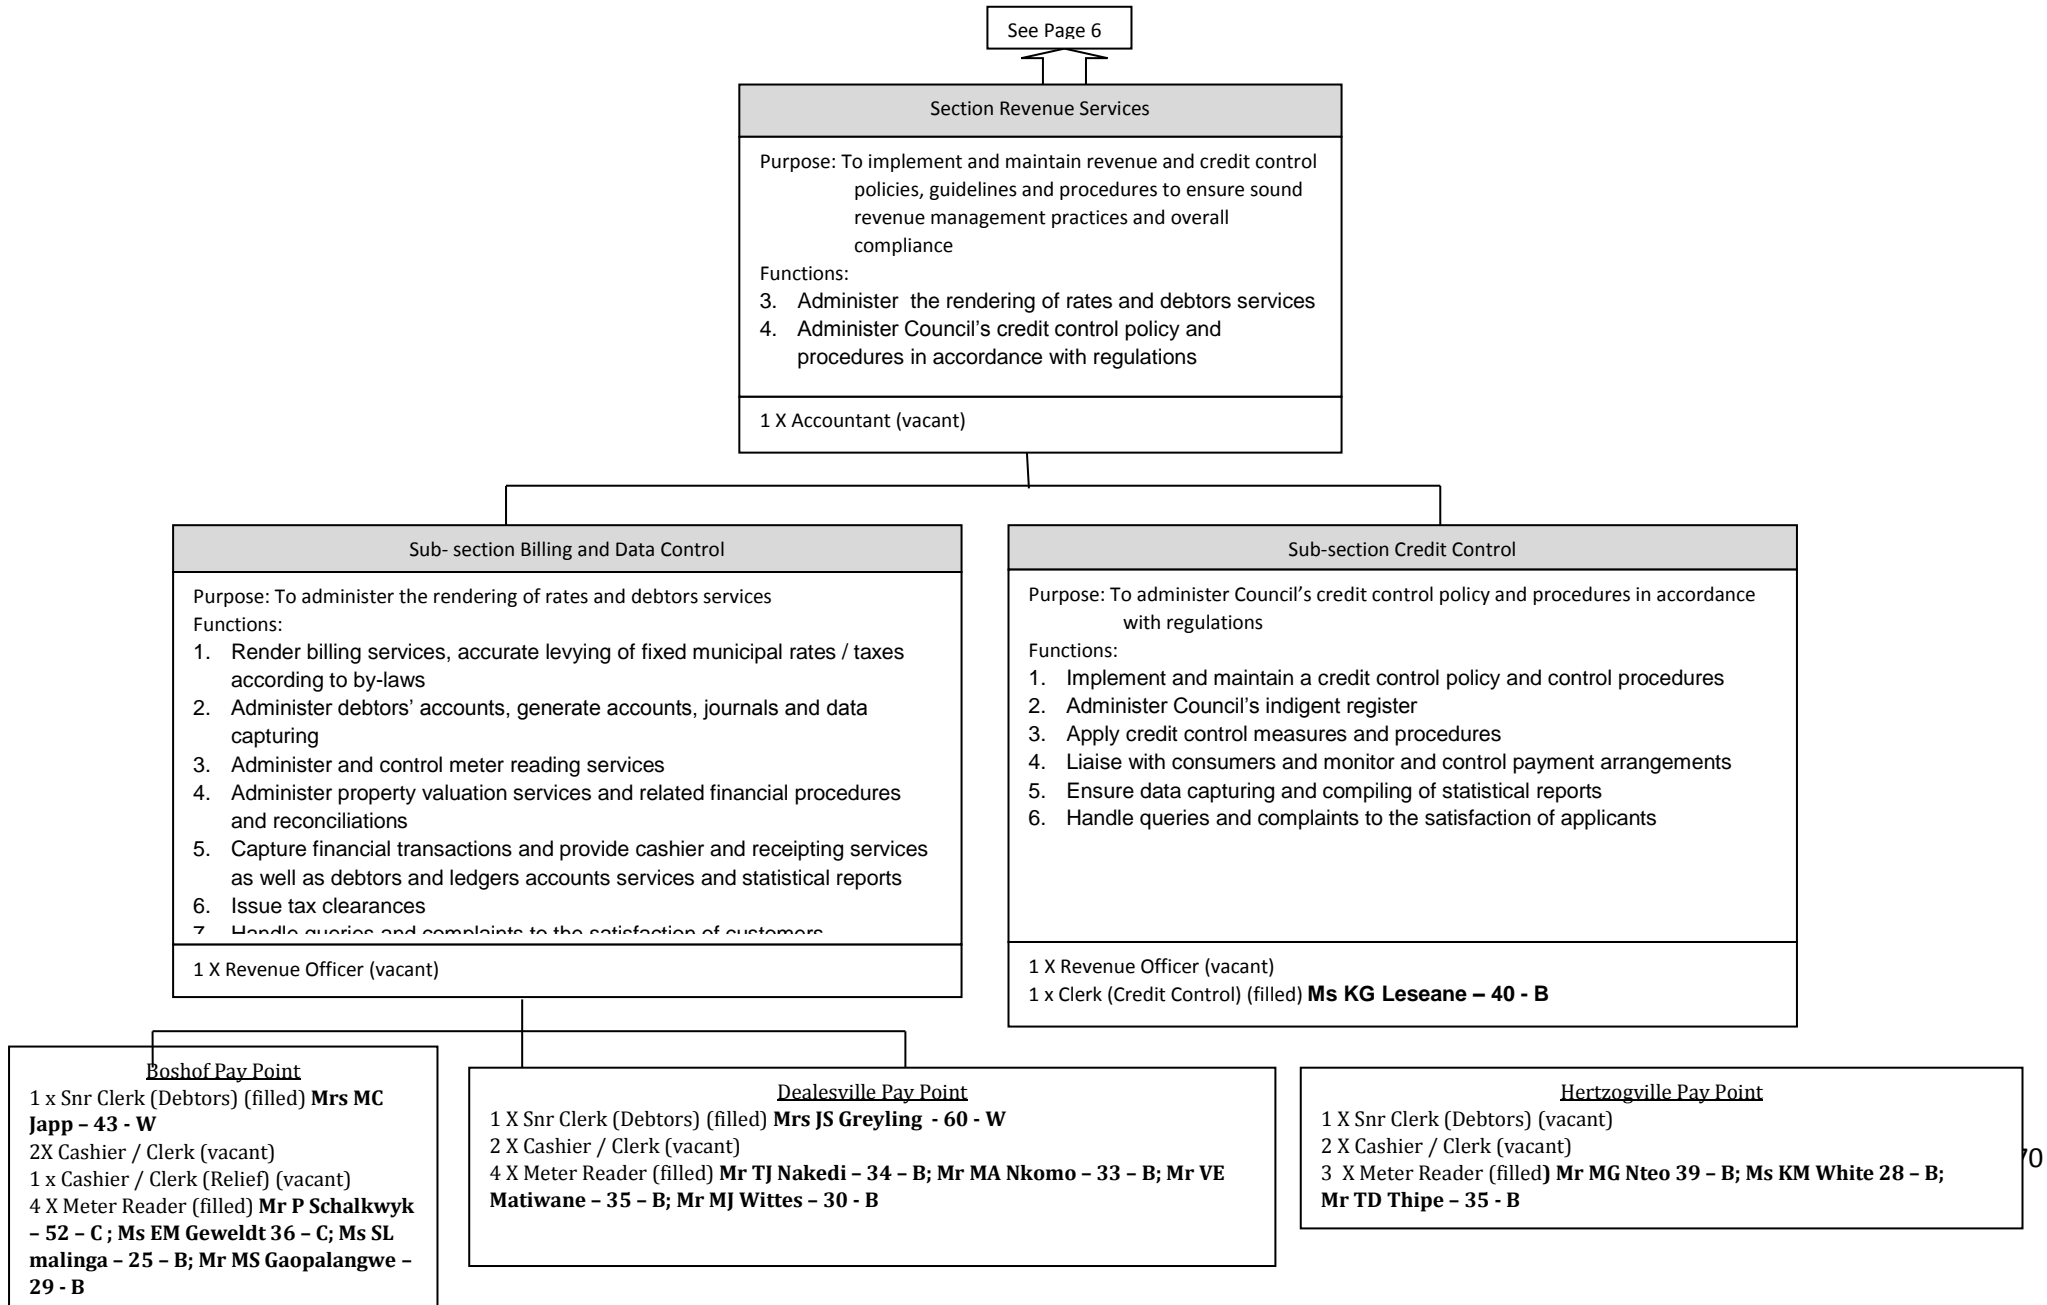 See Page 6
Section Revenue Services
Purpose: To implement and maintain revenue and credit control
policies, guidelines and procedures to ensure sound
revenue management practices and overall
compliance
Functions:
3. Administer  the rendering of rates and debtors services
4. Administer Council’s credit control policy and
procedures in accordance with regulations
1 X Accountant (vacant)
Sub- section Billing and Data Control
Purpose: To administer the rendering of rates and debtors services
Functions:
1. Render billing services, accurate levying of fixed municipal rates / taxes
according to by-laws
2. Administer debtors’ accounts, generate accounts, journals and data
capturing
3. Administer and control meter reading services
4. Administer property valuation services and related financial procedures
and reconciliations
5. Capture financial transactions and provide cashier and receipting services
as well as debtors and ledgers accounts services and statistical reports
6. Issue tax clearances
7. Handle queries and complaints to the satisfaction of customers
1 X Revenue Officer (vacant)
Sub-section Credit Control
Purpose: To administer Council’s credit control policy and procedures in accordance
with regulations
Functions:
1. Implement and maintain a credit control policy and control procedures
2. Administer Council’s indigent register
3. Apply credit control measures and procedures
4. Liaise with consumers and monitor and control payment arrangements
5. Ensure data capturing and compiling of statistical reports
6. Handle queries and complaints to the satisfaction of applicants
1 X Revenue Officer (vacant)
1 x Clerk (Credit Control) (filled) Ms KG Leseane – 40 - B
Boshof Pay Point
1 x Snr Clerk (Debtors) (filled) Mrs MC
Japp – 43 - W
2X Cashier / Clerk (vacant)
1 x Cashier / Clerk (Relief) (vacant)
4 X Meter Reader (filled) Mr P Schalkwyk
– 52 – C ; Ms EM Geweldt 36 – C; Ms SL
malinga – 25 – B; Mr MS Gaopalangwe –
29 - B
Dealesville Pay Point
1 X Snr Clerk (Debtors) (filled) Mrs JS Greyling  - 60 - W
2 X Cashier / Clerk (vacant)
4 X Meter Reader (filled) Mr TJ Nakedi – 34 – B; Mr MA Nkomo – 33 – B; Mr VE
Matiwane – 35 – B; Mr MJ Wittes – 30 - B
Hertzogville Pay Point
1 X Snr Clerk (Debtors) (vacant)
2 X Cashier / Clerk (vacant)
3  X Meter Reader (filled) Mr MG Nteo 39 – B; Ms KM White 28 – B;
Mr TD Thipe – 35 - B
70